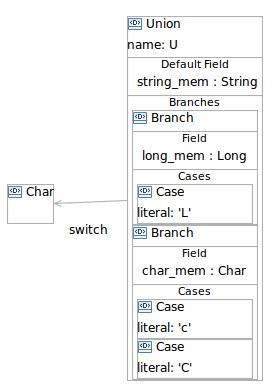 Union
name: U
Default Field
string_mem : String
Branches
Branch
Field
long_mem : Long
Cases
Case
literal: 'L'
Char
switch
Branch
Field
char_mem : Char
Cases
Case
literal: 'c'
Case
literal: 'C'